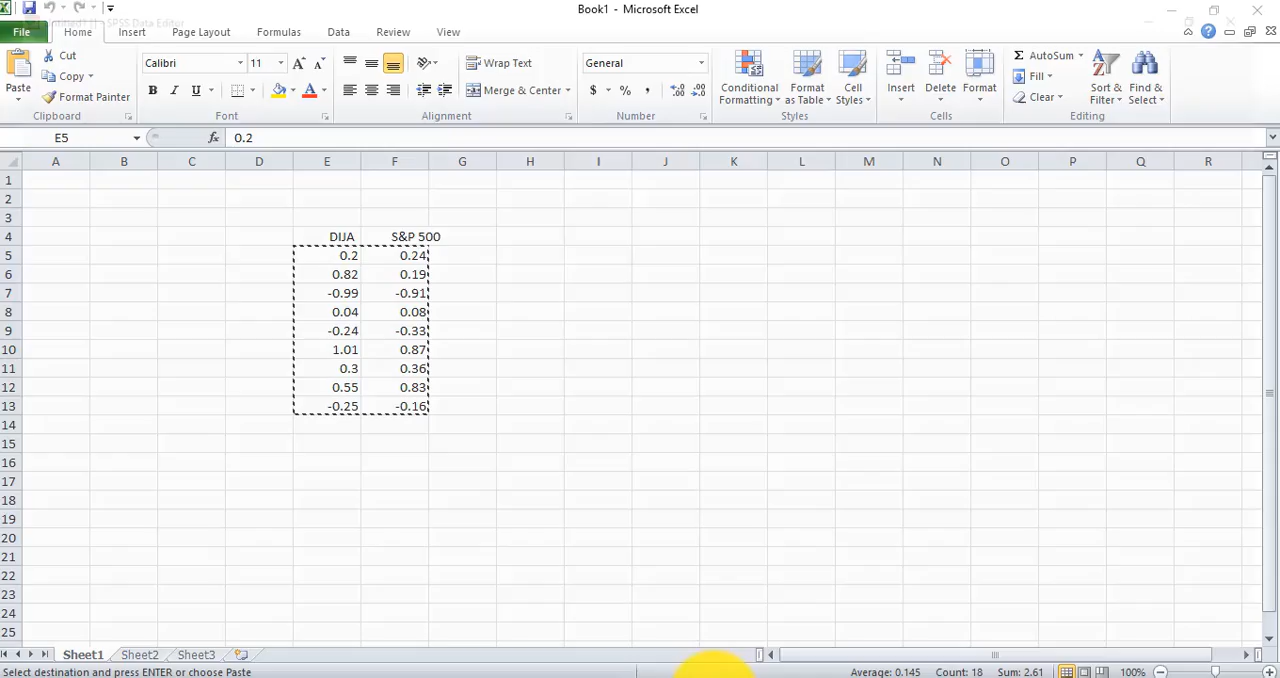 Book1 - Microsoft Excel
SPSS Data Editor
File Home Insert Page Layout Formulas Data Review View
Paste Cut Calibri 11 Wrap Text General Conditional Formatting Format as Table Cell Styles Insert Delete Format AutoSum Sort & Filter Find & Select
Copy Fill
Format Painter B I U A Merge & Center $ % , Clear
Clipboard Font Alignment Number Styles Cells Editing
E5 fx 0.2
A B C D E F G H I J K L M N O P Q R
1
2
3
4 DIJA S&P 500
5 0.2 0.24
6 0.82 0.19
7 -0.99 -0.91
8 0.04 0.08
9 -0.24 -0.33
10 1.01 0.87
11 0.3 0.36
12 0.55 0.83
13 -0.25 -0.16
14
15
16
17
18
19
20
21
22
23
24
25
Sheet1 Sheet2 Sheet3
Select destination and press ENTER or choose Paste Average: 0.145 Count: 18 Sum: 2.61 100%